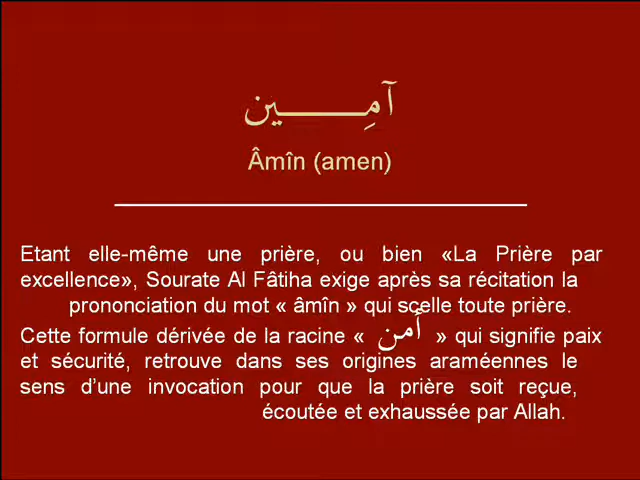 آمِـــــــين
Âmîn (amen)
Etant elle-même une prière, ou bien «La Prière par
excellence», Sourate Al Fâtiha exige après sa récitation la
prononciation du mot « âmîn » qui scelle toute prière.
Cette formule dérivée de la racine « أمن » qui signifie paix
et sécurité, retrouve dans ses origines araméennes le
sens d’une invocation pour que la prière soit reçue,
écoutée et exhaussée par Allah.